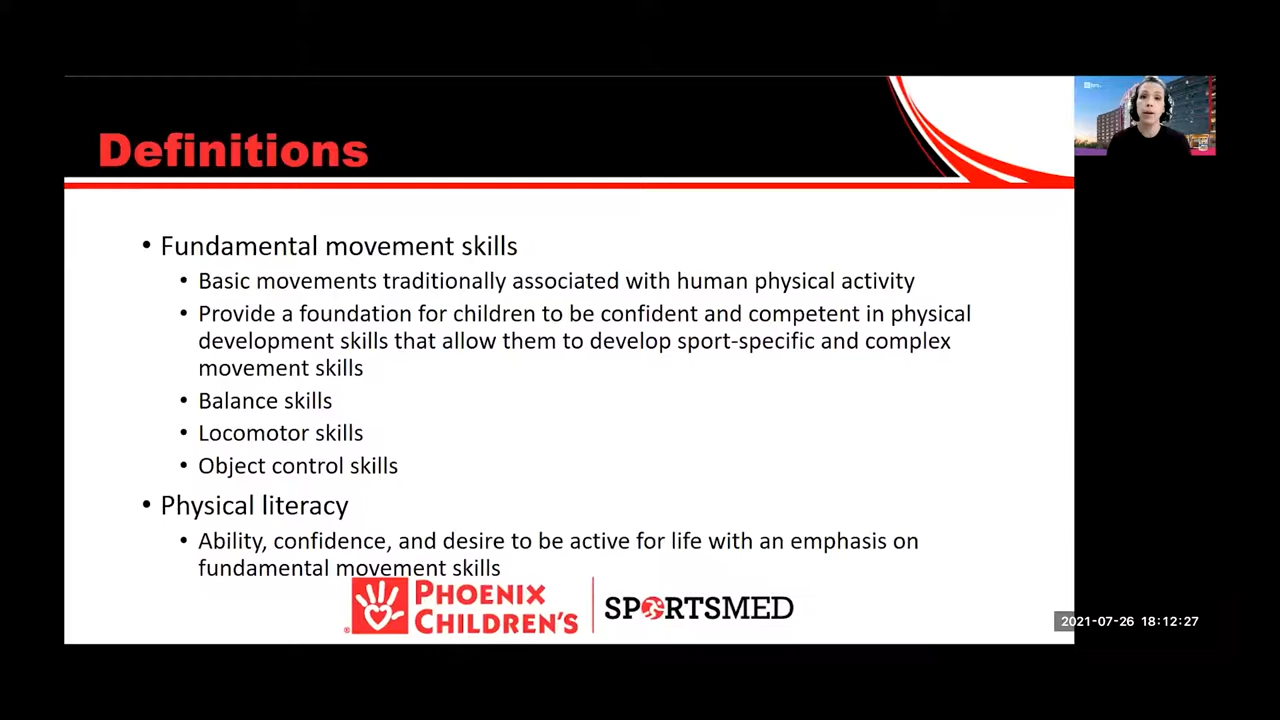 Definitions
• Fundamental movement skills
• Basic movements traditionally associated with human physical activity
• Provide a foundation for children to be confident and competent in physical
development skills that allow them to develop sport-specific and complex
movement skills
• Balance skills
• Locomotor skills
• Object control skills
• Physical literacy
• Ability, confidence, and desire to be active for life with an emphasis on
fundamental movement skills
PHOENIX
CHILDREN'S
SPORTSMED
2021-07-26 18:12:27